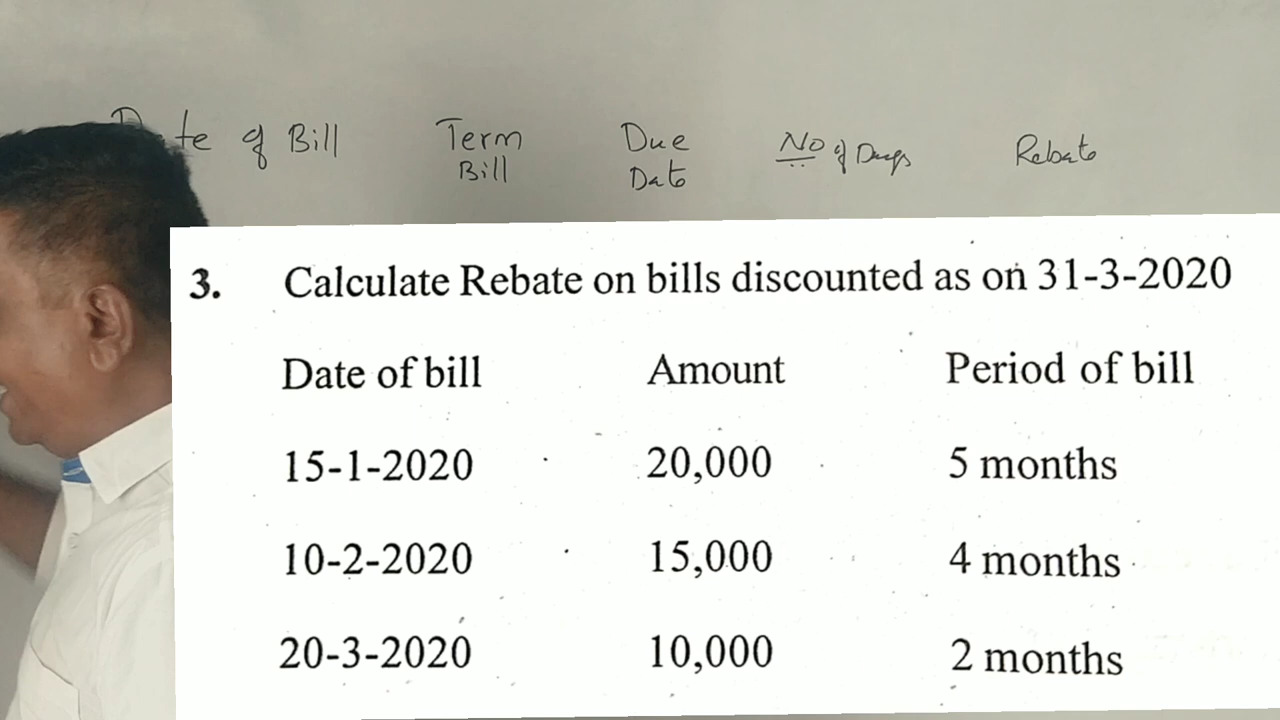 Date of Bill Term Bill Due Date No of Days Rebate
3. Calculate Rebate on bills discounted as on 31-3-2020
Date of bill Amount Period of bill
15-1-2020 20,000 5 months
10-2-2020 15,000 4 months
20-3-2020 10,000 2 months